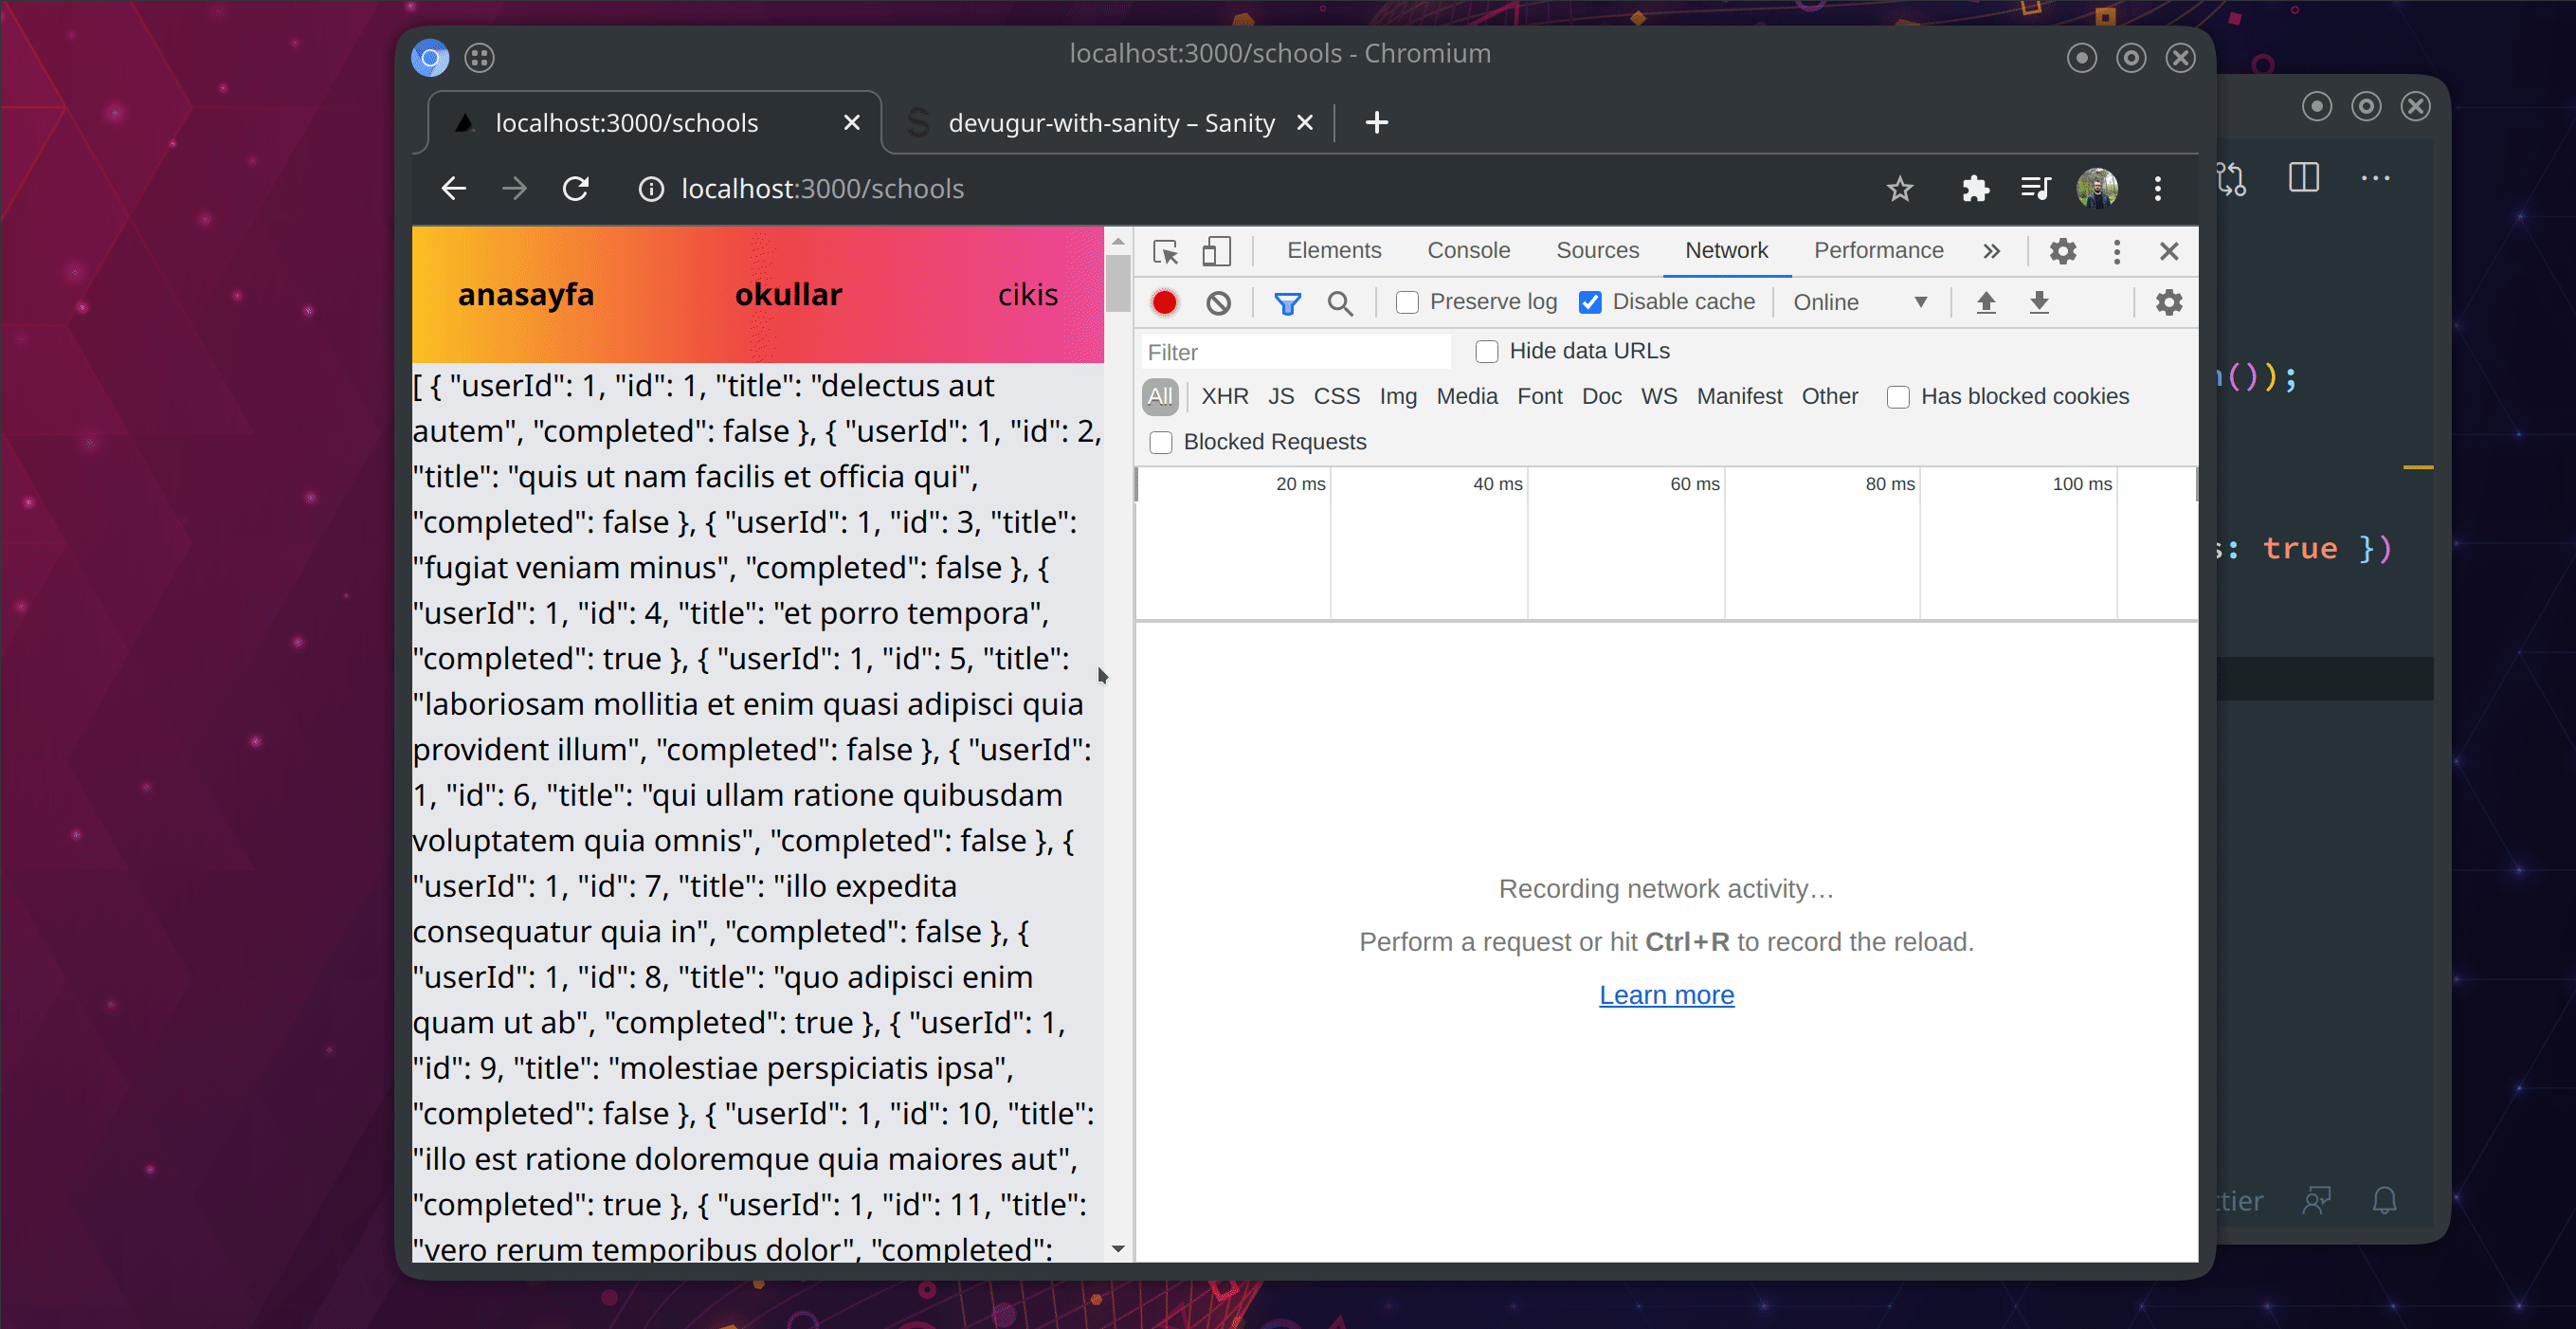 localhost:3000/schools - Chromium
localhost:3000/schools
devugur-with-sanity – Sanity
localhost:3000/schools
anasayfa okullar cikis
[ { "userId": 1, "id": 1, "title": "delectus aut
autem", "completed": false }, { "userId": 1, "id": 2,
"title": "quis ut nam facilis et officia qui",
"completed": false }, { "userId": 1, "id": 3, "title":
"fugiat veniam minus", "completed": false }, {
"userId": 1, "id": 4, "title": "et porro tempora",
"completed": true }, { "userId": 1, "id": 5, "title":
"laboriosam mollitia et enim quasi adipisci quia
provident illum", "completed": false }, { "userId":
1, "id": 6, "title": "qui ullam ratione quibusdam
voluptatem quia omnis", "completed": false }, {
"userId": 1, "id": 7, "title": "illo expedita
consequatur quia in", "completed": false }, {
"userId": 1, "id": 8, "title": "quo adipisci enim
quam ut ab", "completed": true }, { "userId": 1,
"id": 9, "title": "molestiae perspiciatis ipsa",
"completed": false }, { "userId": 1, "id": 10, "title":
"illo est ratione doloremque quia maiores aut",
"completed": true }, { "userId": 1, "id": 11, "title":
"vero rerum temporibus dolor", "completed":
Elements Console Sources Network Performance
Preserve log Disable cache Online
Filter Hide data URLs
All XHR JS CSS Img Media Font Doc WS Manifest Other Has blocked cookies
Blocked Requests
20 ms 40 ms 60 ms 80 ms 100 ms
Recording network activity…
Perform a request or hit Ctrl+R to record the reload.
Learn more
());
: true })